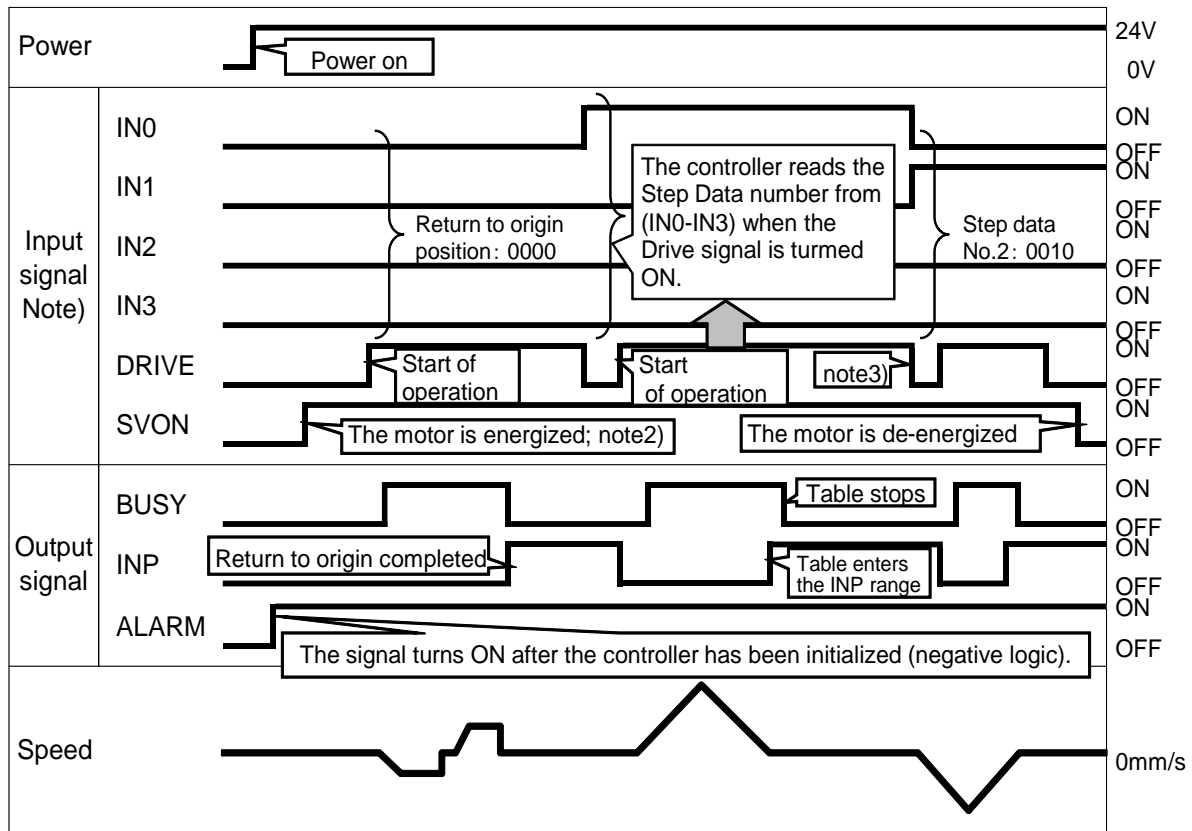 Power
Power on
24V
0V
Input
signal
Note)
IN0
ON
OFF
IN1
ON
OFF
IN2
ON
OFF
IN3
ON
OFF
Return to origin
position: 0000
The controller reads the
Step Data number from
(IN0-IN3) when the
Drive signal is turmed
ON.
Step data
No.2: 0010
DRIVE
Start of
operation
Start
of operation
note3)
ON
OFF
SVON
The motor is energized; note2)
The motor is de-energized
ON
OFF
Output
signal
BUSY
Table stops
ON
OFF
INP
Return to origin completed
Table enters
the INP range
ON
OFF
ALARM
The signal turns ON after the controller has been initialized (negative logic).
ON
OFF
Speed
0mm/s